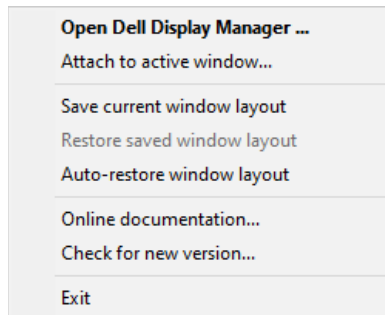 Open Dell Display Manager ...
Attach to active window...
Save current window layout
Restore saved window layout
Auto-restore window layout
Online documentation...
Check for new version...
Exit